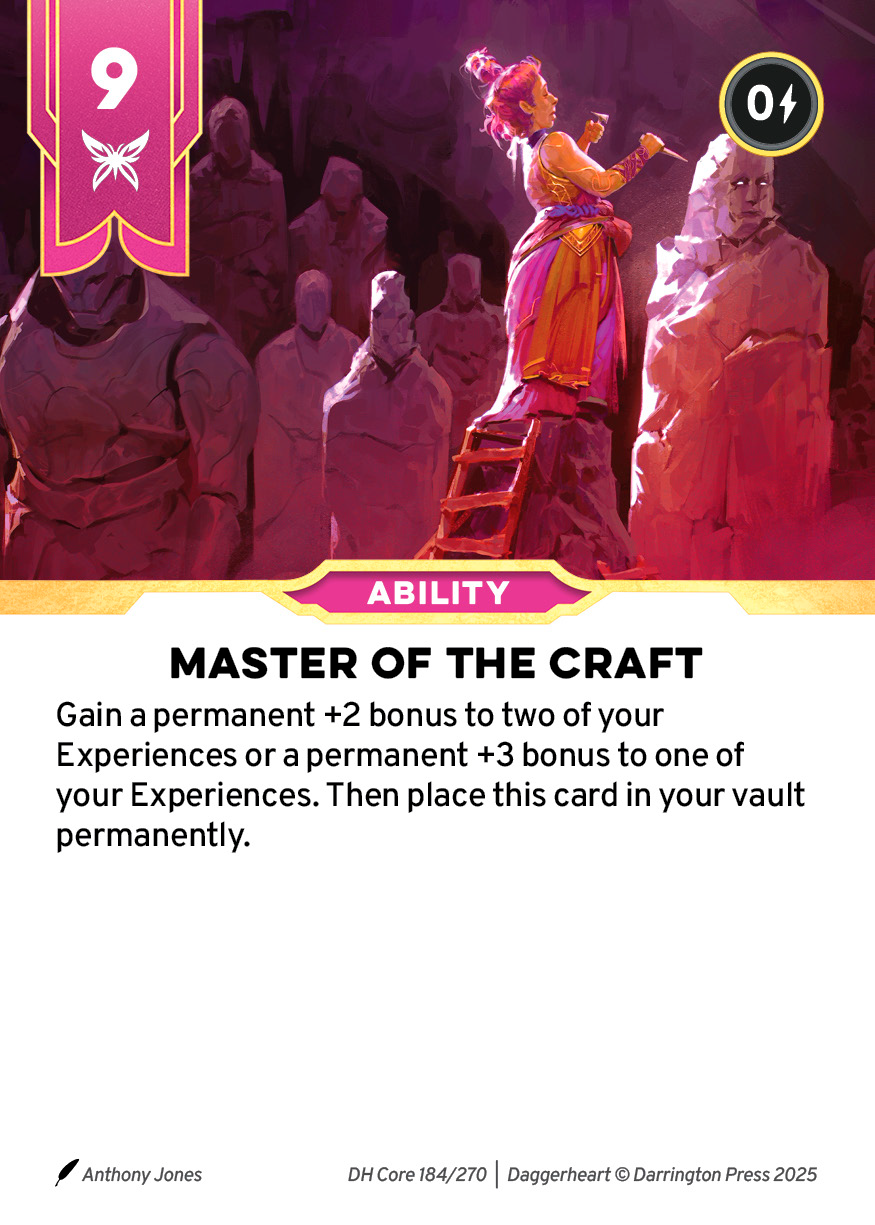 9
0
ABILITY
MASTER OF THE CRAFT
Gain a permanent +2 bonus to two of your
Experiences or a permanent +3 bonus to one of
your Experiences. Then place this card in your vault
permanently.
Anthony Jones
DH Core 184/270 | Daggerheart © Darrington Press 2025